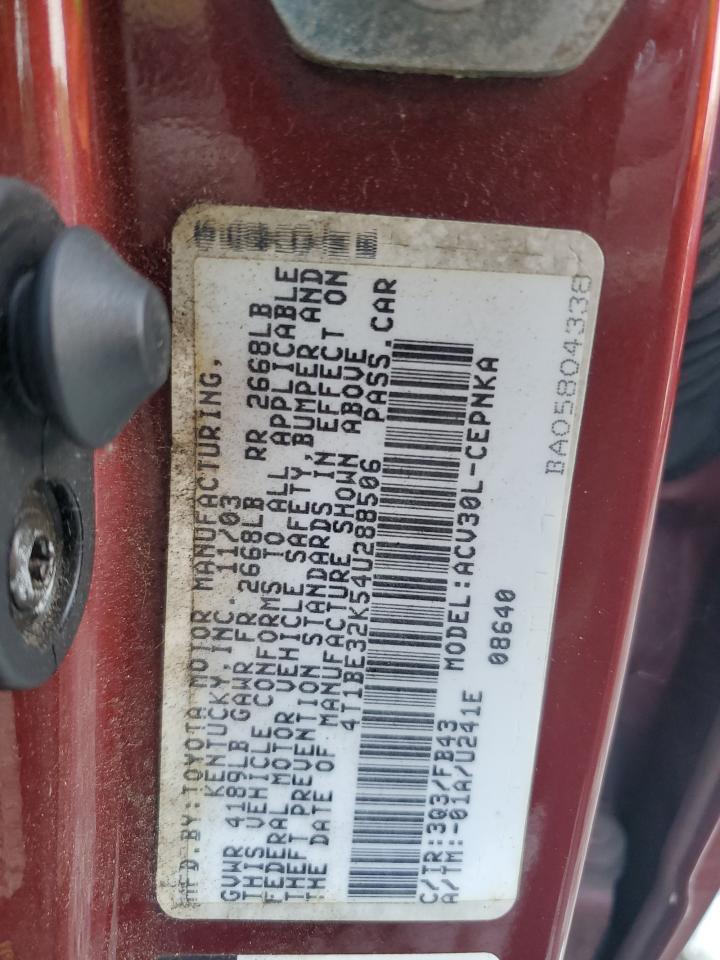 MFD.BY:TOYOTA MOTOR MANUFACTURING,
KENTUCKY,INC. 11/03
GVWR 4189LB GAWR FR 2668LB RR 2668LB
THIS VEHICLE CONFORMS TO ALL APPLICABLE
FEDERAL MOTOR VEHICLE SAFETY,BUMPER AND
THEFT PREVENTION STANDARDS IN EFFECT ON
THE DATE OF MANUFACTURE SHOWN ABOVE
4T1BE32K54U288506 PASS.CAR
C/TR:3Q3/FB43
A/TM:-01A/U241E MODEL:ACV30L-CEPNKA
08640
BA05804338